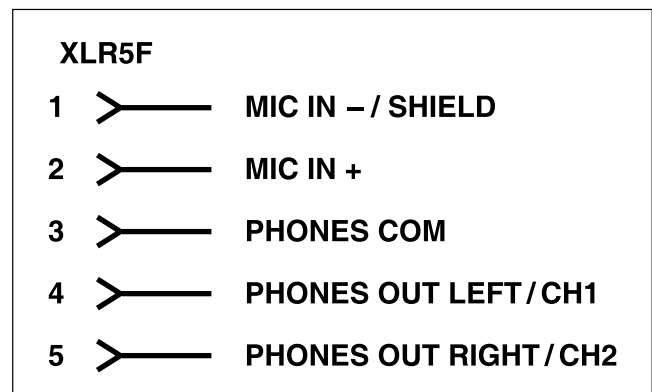 XLR5F
1 MIC IN – / SHIELD
2 MIC IN +
3 PHONES COM
4 PHONES OUT LEFT / CH1
5 PHONES OUT RIGHT / CH2